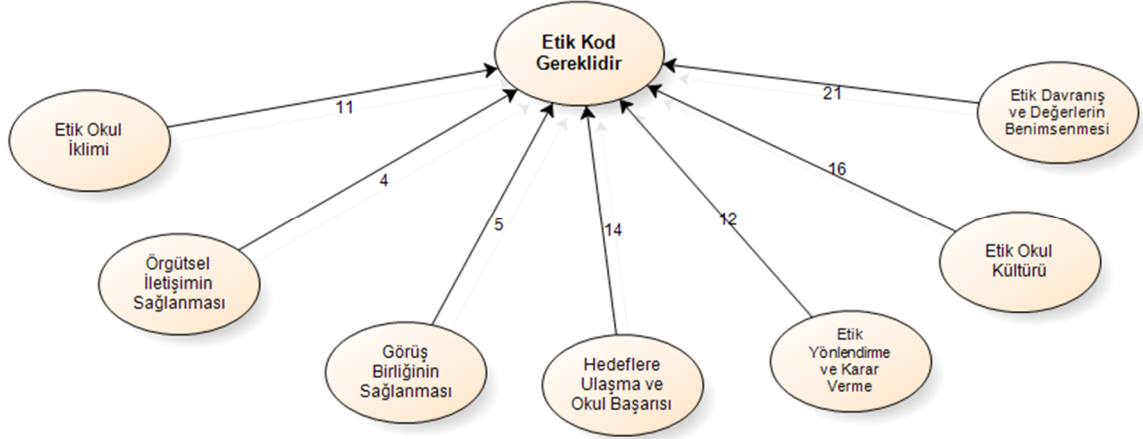 Etik Kod
Gereklidir
11
4
5
14
12
16
21
Etik Okul
İklimi
Örgütsel
İletişimin
Sağlanması
Görüş
Birliğinin
Sağlanması
Hedeflere
Ulaşma ve
Okul Başarısı
Etik
Yönlendirme
ve Karar
Verme
Etik Okul
Kültürü
Etik Davranış
ve Değerlerin
Benimsenmesi